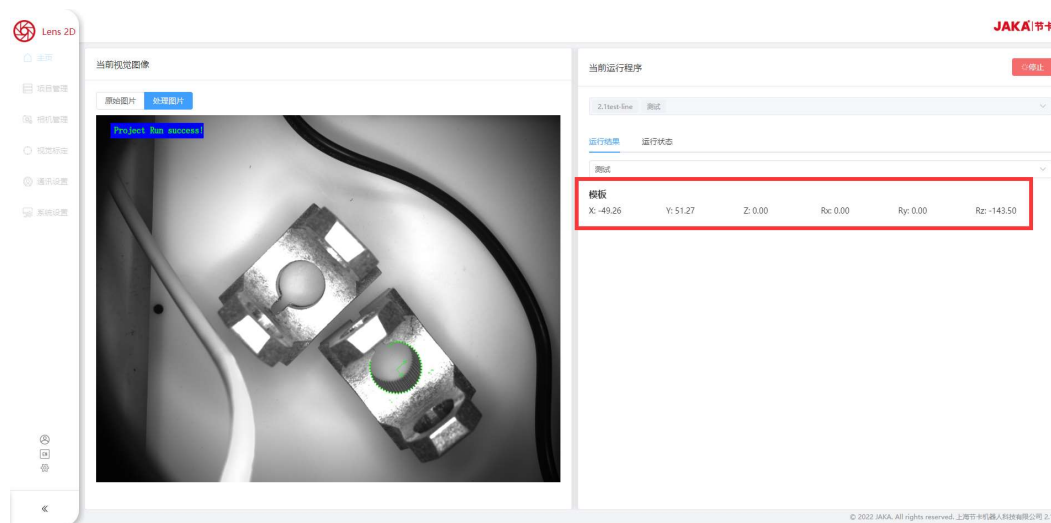 Lens 2D
JAKA 节卡
主页
项目管理
相机管理
视觉标定
通讯设置
系统设置
当前视觉图像
原始图片 处理图片
Project Run success!
当前运行程序
停止
2.1test-line 测试
运行结果 运行状态
测试
模板
X: -49.26 Y: 51.27 Z: 0.00 Rx: 0.00 Ry: 0.00 Rz: -143.50
© 2022 JAKA. All rights reserved. 上海节卡机器人科技有限公司 2.